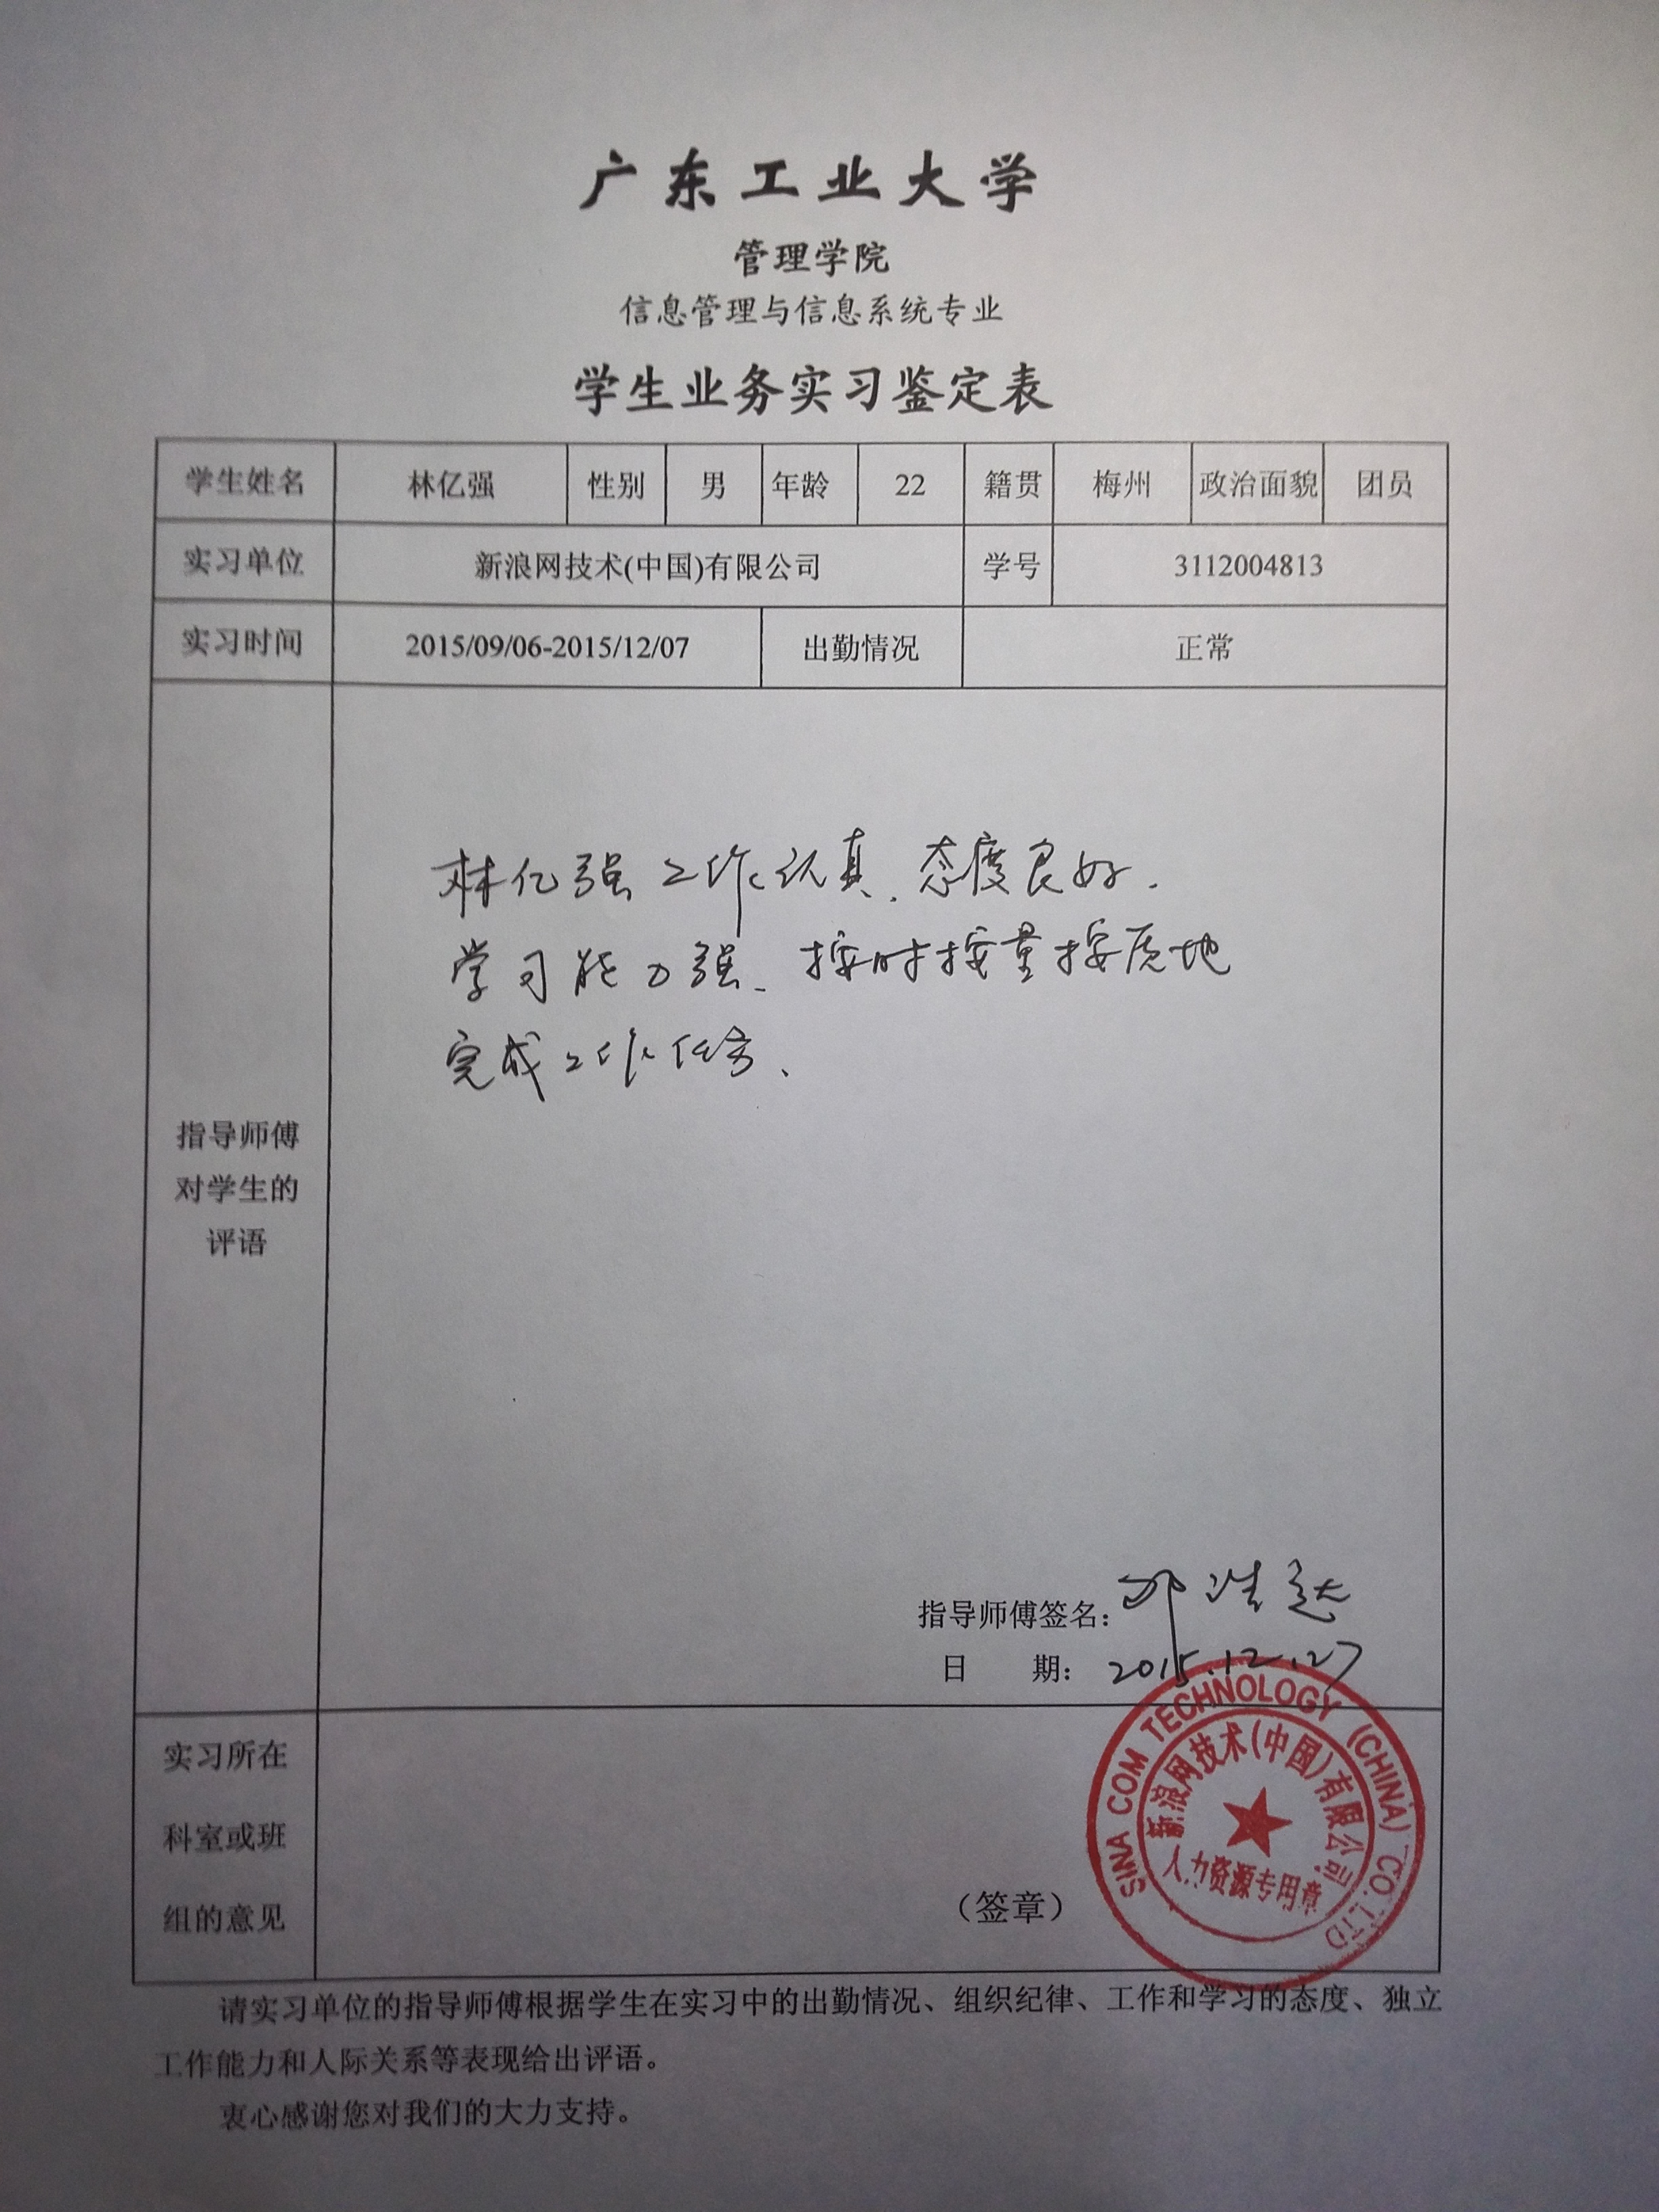 广东工业大学
管理学院
信息管理与信息系统专业
学生业务实习鉴定表
学生姓名 林亿强 性别 男 年龄 22 籍贯 梅州 政治面貌 团员
实习单位 新浪网技术(中国)有限公司 学号 3112004813
实习时间 2015/09/06-2015/12/07 出勤情况 正常
指导师傅
对学生的
评语
林亿强工作认真、态度良好.
学习能力强、按时按量按质地
完成工作任务、
指导师傅签名：
日 期： 2015.12.27
实习所在
科室或班
组的意见
（签章）
SINA COM TECHNOLOGY (CHINA) CO. LTD
新浪网技术(中国)有限公司
人力资源专用章
请实习单位的指导师傅根据学生在实习中的出勤情况、组织纪律、工作和学习的态度、独立
工作能力和人际关系等表现给出评语。
衷心感谢您对我们的大力支持。